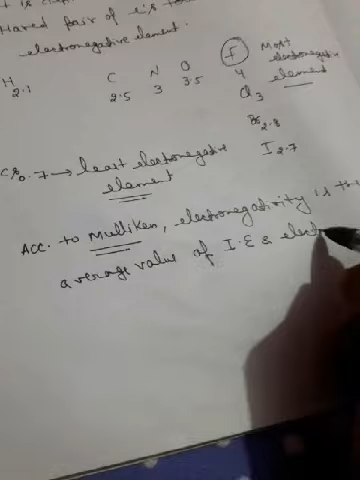 Hared pair of e's to
electronegative element.
H 2.1 C 2.5 N 3 O 3.5 F 4 Most electronegative element
Cl 3
Br 2.8
I 2.7
Cs 0.7 → least electronegative
element
Acc. to Mulliken, electronegativity is the
average value of I.E & elect